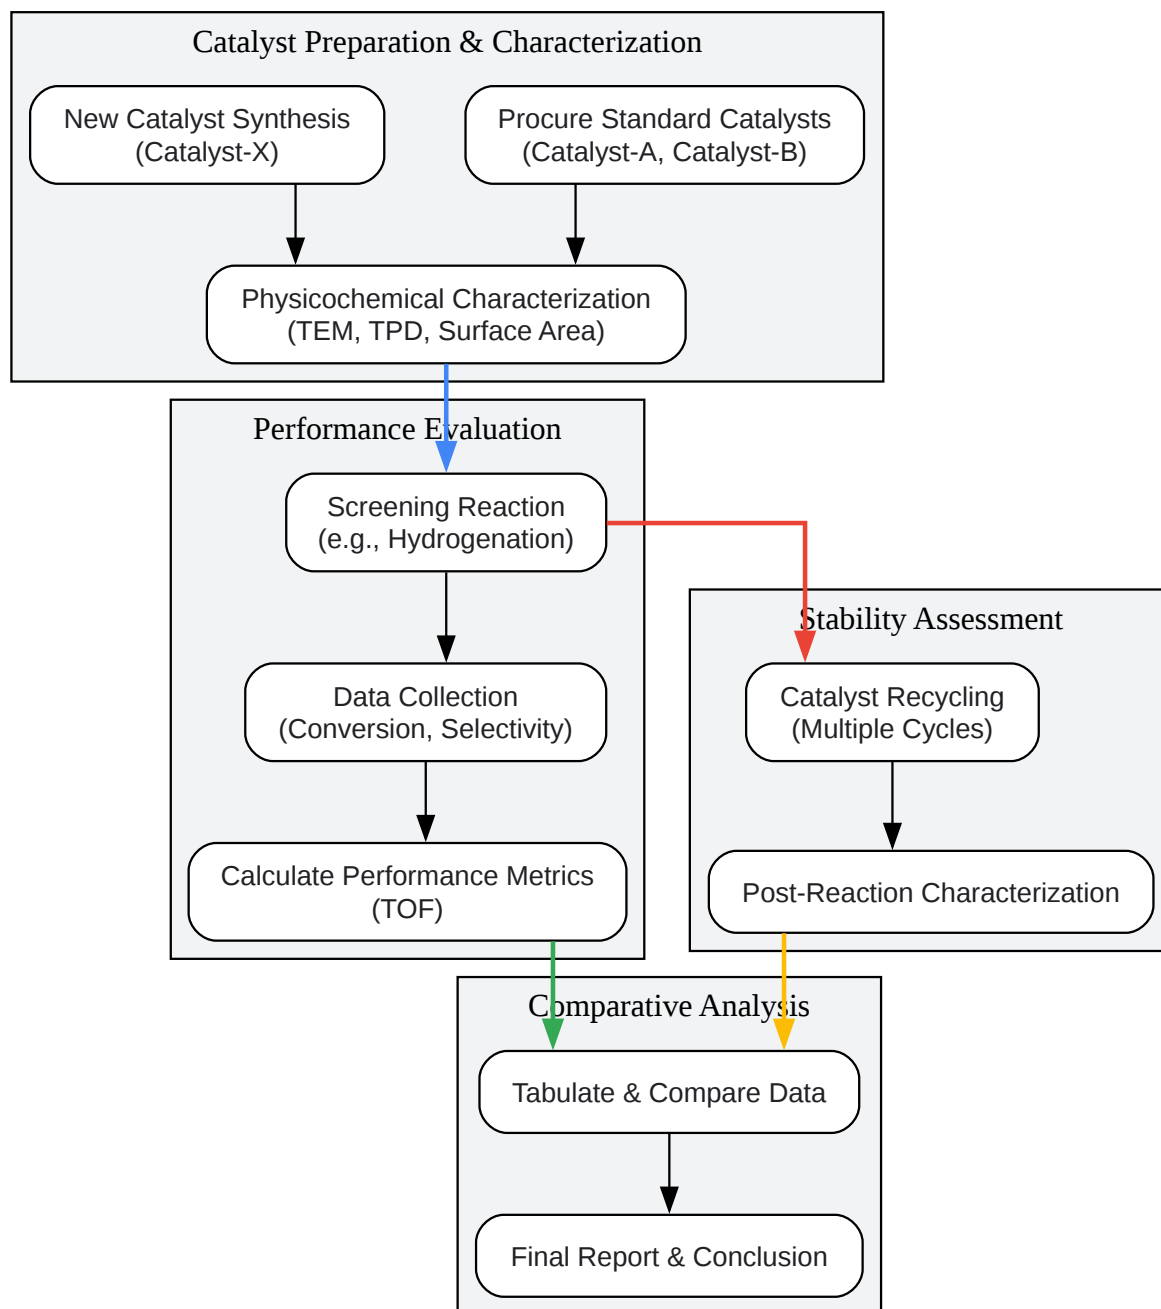 Catalyst Preparation & Characterization
New Catalyst Synthesis
(Catalyst-X)
Procure Standard Catalysts
(Catalyst-A, Catalyst-B)
Physicochemical Characterization
(TEM, TPD, Surface Area)
Performance Evaluation
Screening Reaction
(e.g., Hydrogenation)
Data Collection
(Conversion, Selectivity)
Calculate Performance Metrics
(TOF)
Stability Assessment
Catalyst Recycling
(Multiple Cycles)
Post-Reaction Characterization
Comparative Analysis
Tabulate & Compare Data
Final Report & Conclusion